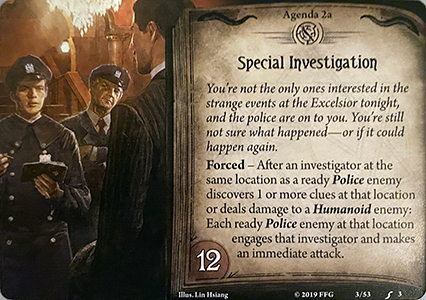 Agenda 2a
Special Investigation
You're not the only ones interested in the
strange events at the Excelsior tonight,
and the police are on to you. You're still
not sure what happened—or if it could
happen again.
Forced – After an investigator at the
same location as a ready Police enemy
discovers 1 or more clues at that location
or deals damage to a Humanoid enemy:
Each ready Police enemy at that location
engages that investigator and makes
an immediate attack.
12
Illus. Lin Hsiang
© 2019 FFG
3/53
3